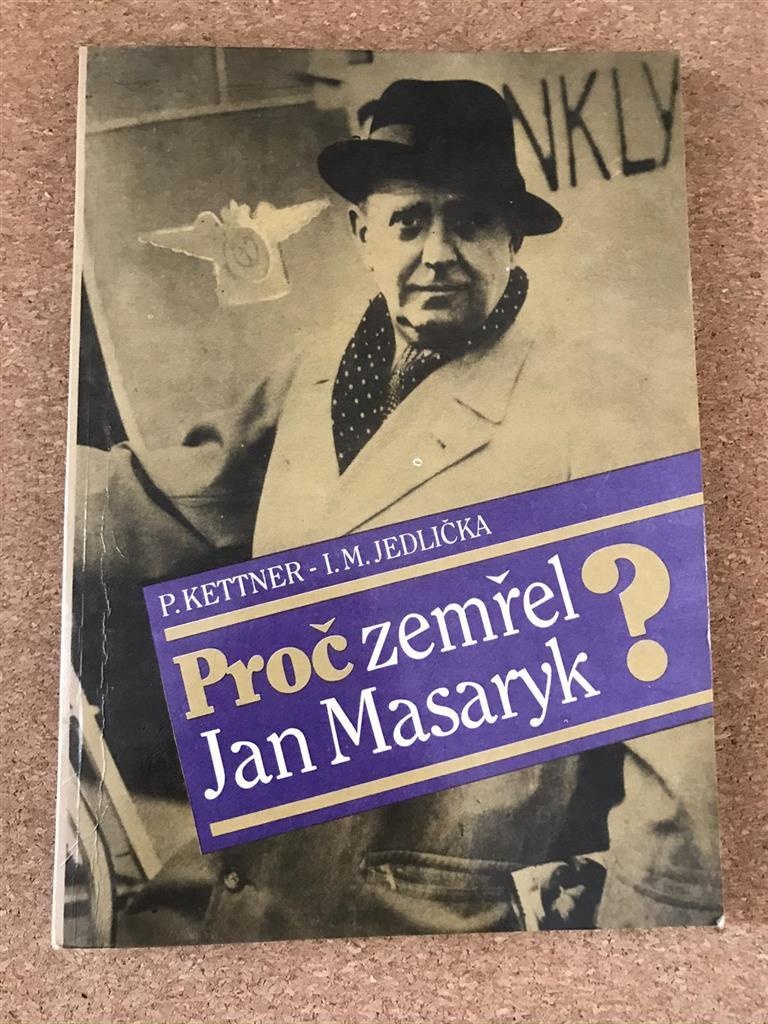 NKLY
P. KETTNER - I. M. JEDLIČKA
Proč zemřel
Jan Masaryk?